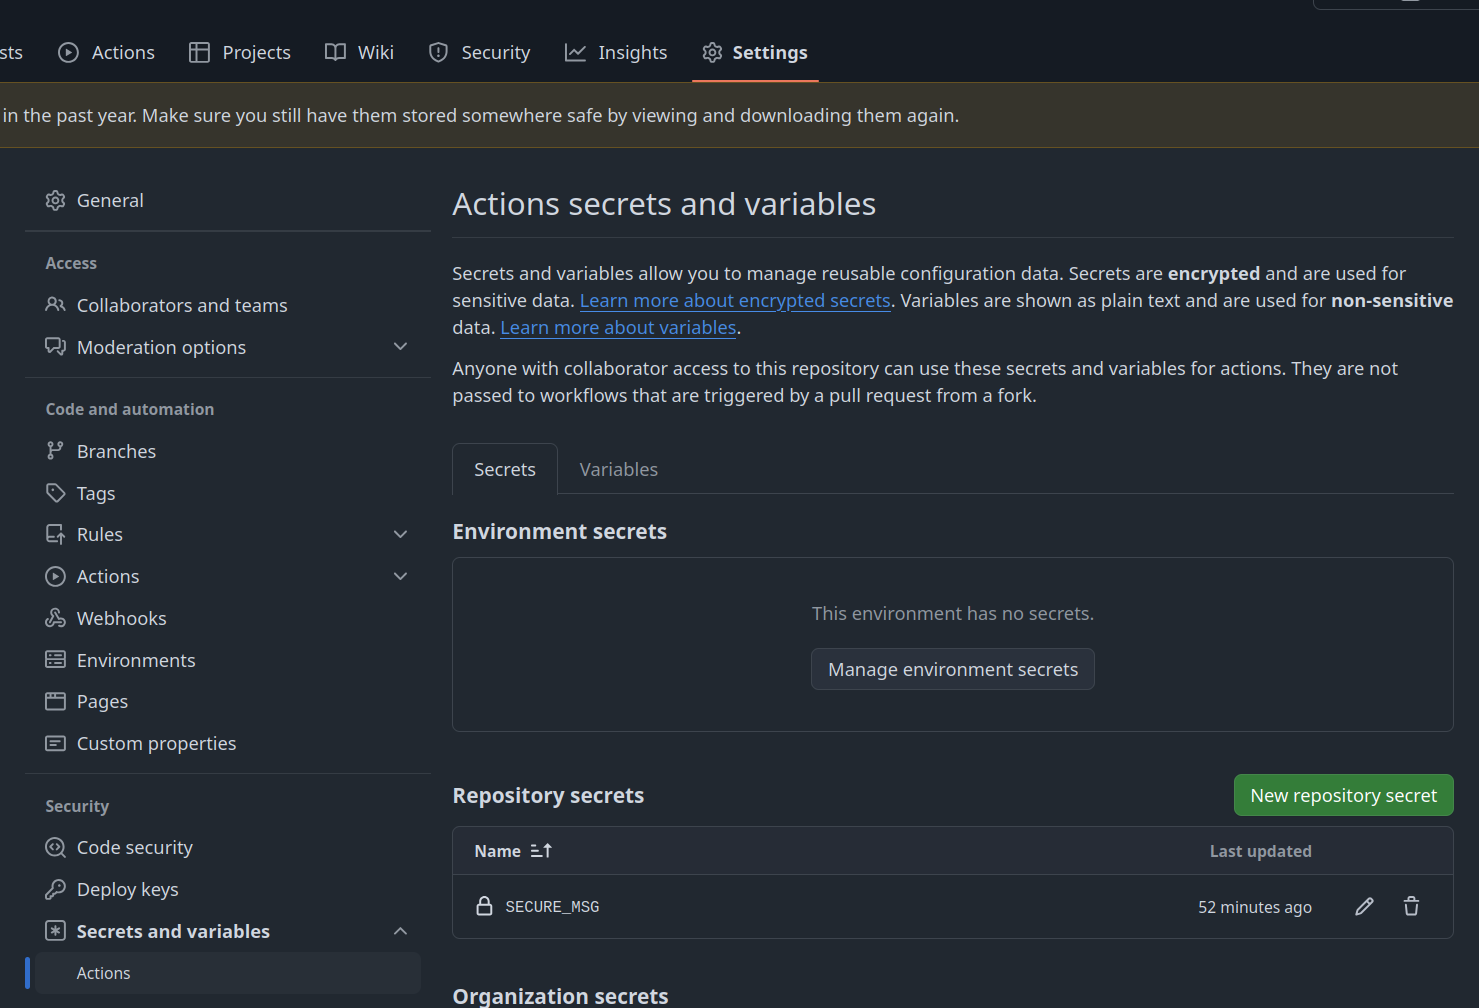 sts Actions Projects Wiki Security Insights Settings
in the past year. Make sure you still have them stored somewhere safe by viewing and downloading them again.
General
Access
Collaborators and teams
Moderation options
Code and automation
Branches
Tags
Rules
Actions
Webhooks
Environments
Pages
Custom properties
Security
Code security
Deploy keys
Secrets and variables
Actions
Actions secrets and variables
Secrets and variables allow you to manage reusable configuration data. Secrets are encrypted and are used for
sensitive data. Learn more about encrypted secrets. Variables are shown as plain text and are used for non-sensitive
data. Learn more about variables.
Anyone with collaborator access to this repository can use these secrets and variables for actions. They are not
passed to workflows that are triggered by a pull request from a fork.
Secrets Variables
Environment secrets
This environment has no secrets.
Manage environment secrets
Repository secrets New repository secret
Name Last updated
SECURE_MSG 52 minutes ago
Organization secrets